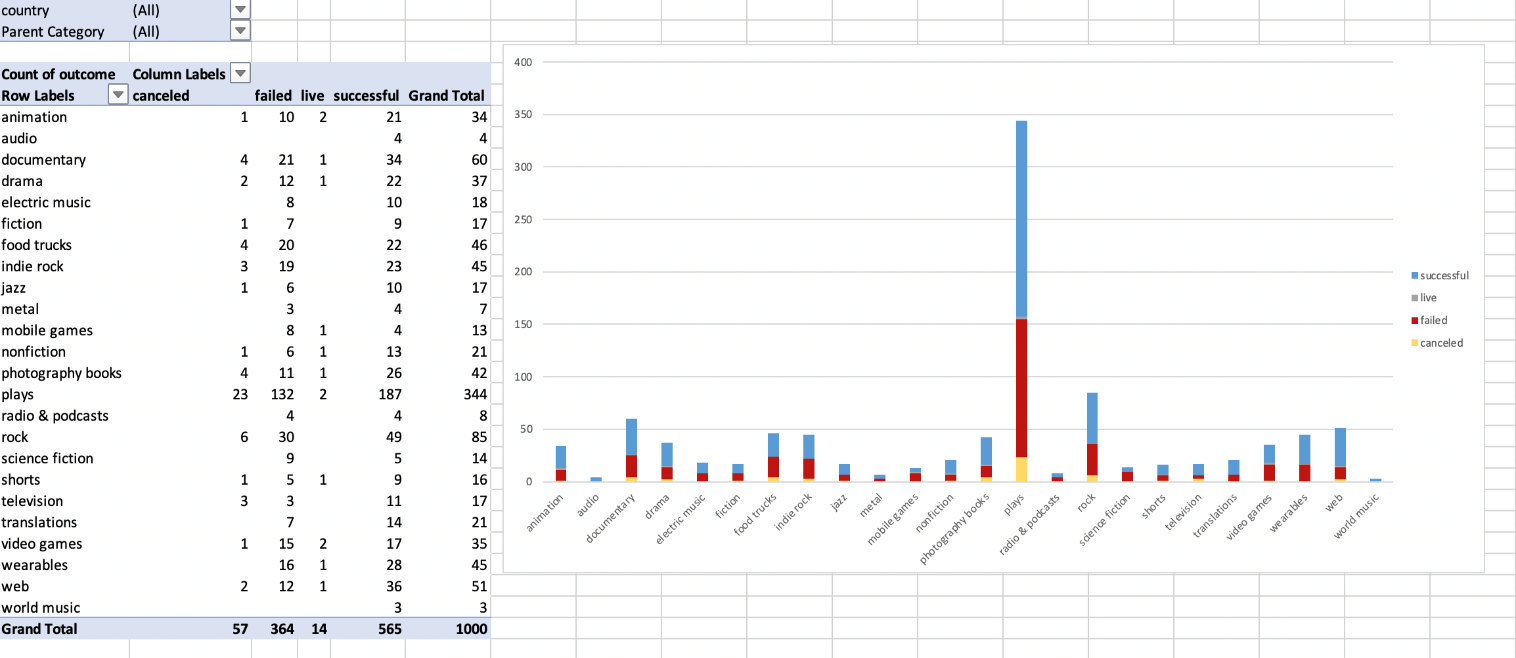 country (All)
Parent Category (All)
Count of outcome Column Labels
Row Labels canceled failed live successful Grand Total
animation 1 10 2 21 34
audio 4 4
documentary 4 21 1 34 60
drama 2 12 1 22 37
electric music 8 10 18
fiction 1 7 9 17
food trucks 4 20 22 46
indie rock 3 19 23 45
jazz 1 6 10 17
metal 3 4 7
mobile games 8 1 4 13
nonfiction 1 6 1 13 21
photography books 4 11 1 26 42
plays 23 132 2 187 344
radio & podcasts 4 4 8
rock 6 30 49 85
science fiction 9 5 14
shorts 1 5 1 9 16
television 3 3 11 17
translations 7 14 21
video games 1 15 2 17 35
wearables 16 1 28 45
web 2 12 1 36 51
world music 3 3
Grand Total 57 364 14 565 1000
400
350
300
250
200
150
100
50
0
animation
audio
documentary
drama
electric music
fiction
food trucks
indie rock
jazz
metal
mobile games
nonfiction
photography books
plays
radio & podcasts
rock
science fiction
shorts
television
translations
video games
wearables
web
world music
successful
live
failed
canceled